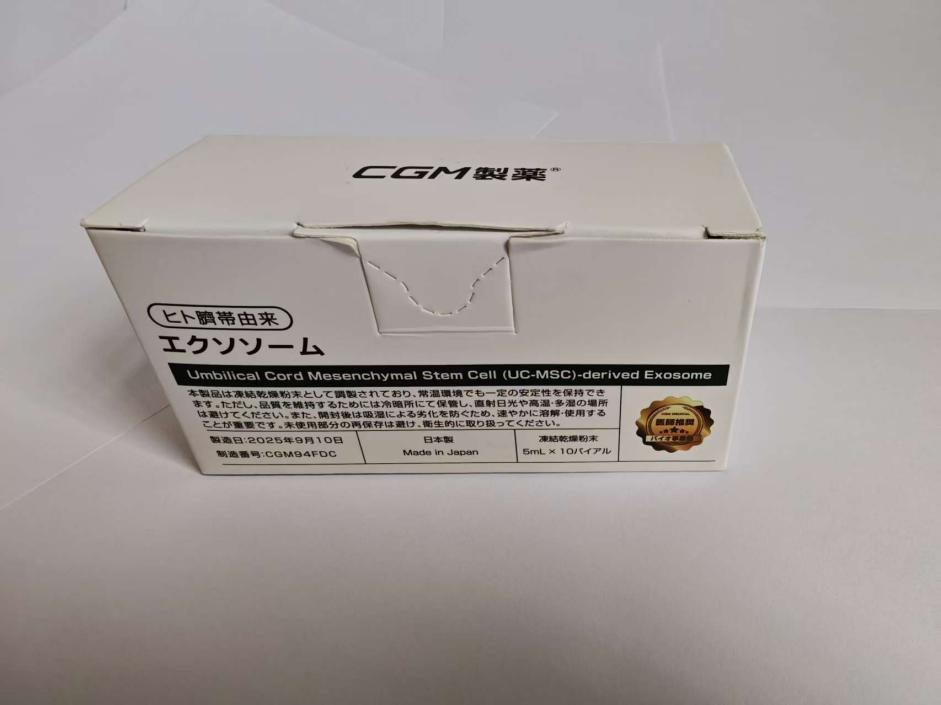 CGM製薬®
ヒト臍帯由来
エクソソーム
Umbilical Cord Mesenchymal Stem Cell (UC-MSC)-derived Exosome
本製品は凍結乾燥粉末として調製されており、常温環境でも一定の安定性を保持でき
ます。ただし、品質を維持するためには冷暗所にて保管し、直射日光や高温・多湿の場所
は避けてください。また、開封後は吸湿による劣化を防ぐため、速やかに溶解・使用する
ことが重要です。未使用部分の再保存は避け、衛生的に取り扱ってください。
製造日:2025年9月10日
制造番号:CGM94FDC
日本製
Made in Japan
凍結乾燥粉末
5mL × 10バイアル
医師推奨